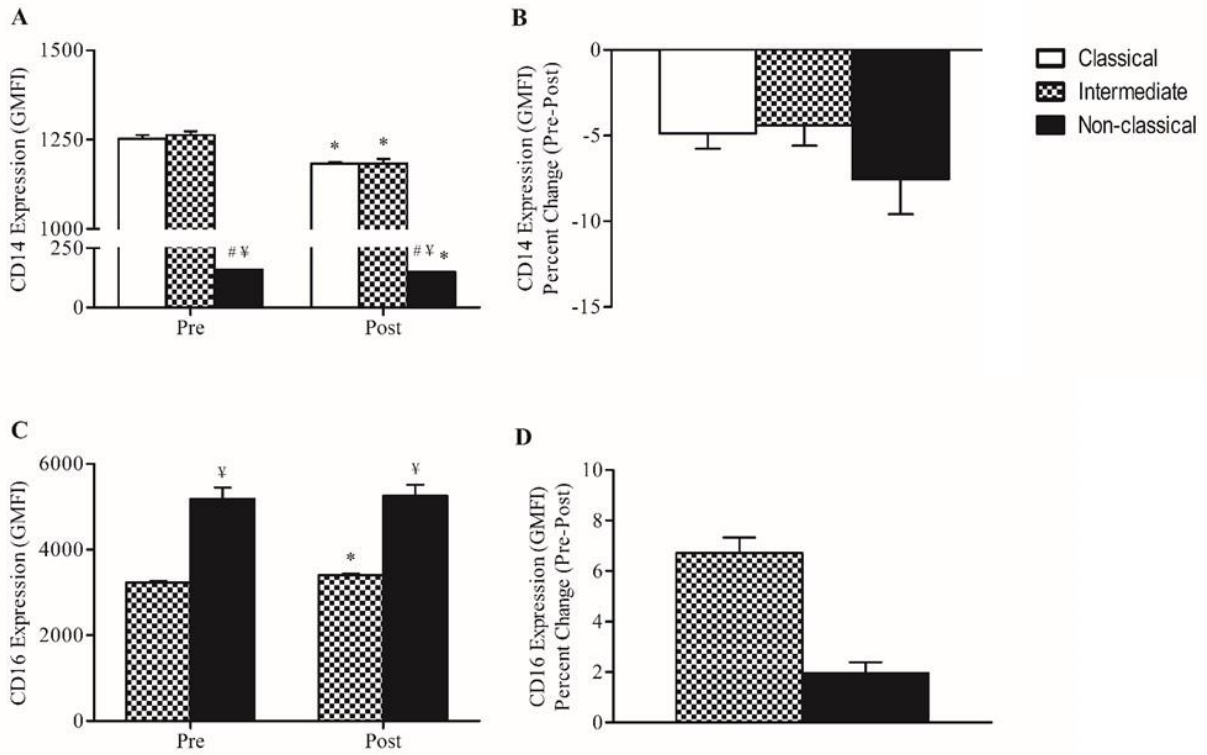 A
CD14 Expression (GMFI)
1500
1250
1000
250
0
* *
# ¥
# ¥ *
Pre
Post
B
CD14 Expression (GMFI)
Percent Change (Pre-Post)
0
-5
-10
-15
Classical
Intermediate
Non-classical
C
CD16 Expression (GMFI)
6000
4000
2000
0
¥
*
¥
Pre
Post
D
CD16 Expression (GMFI)
Percent Change (Pre-Post)
10
8
6
4
2
0